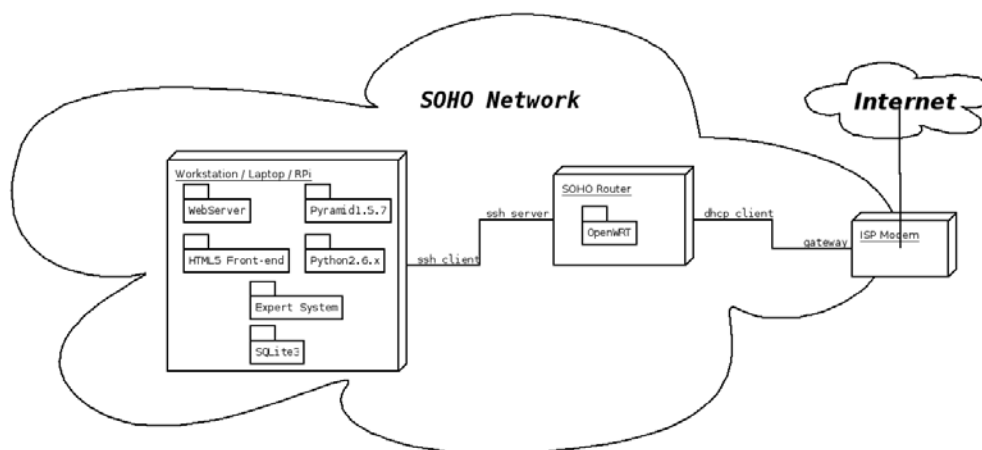 SOHO Network
Internet
Workstation / Laptop / RPi
WebServer
Pyramid1.5.7
HTML5 Front-end
Python2.6.x
Expert System
SQLite3
ssh client
ssh server
SOHO Router
OpenWRT
dhcp client
gateway
ISP Modem